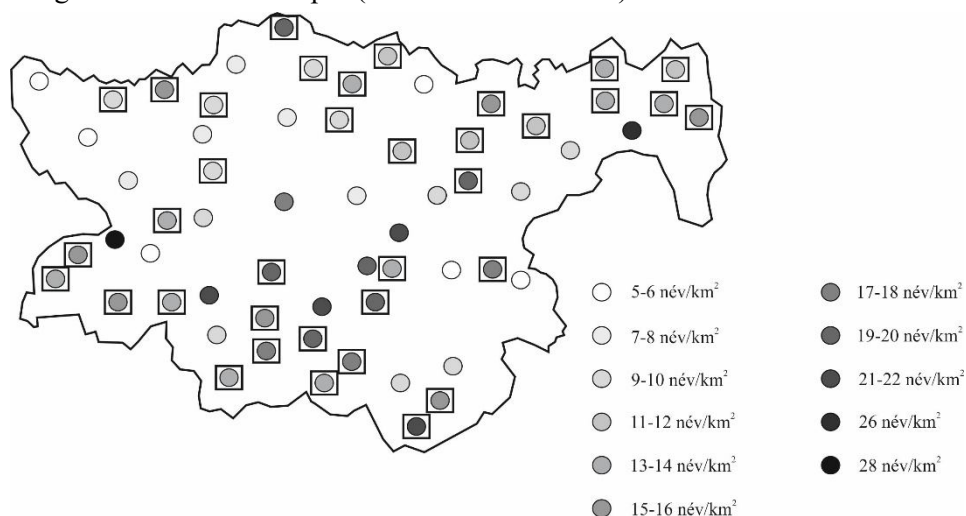 5-6 név/km²
7-8 név/km²
9-10 név/km²
11-12 név/km²
13-14 név/km²
15-16 név/km²
17-18 név/km²
19-20 név/km²
21-22 név/km²
26 név/km²
28 név/km²